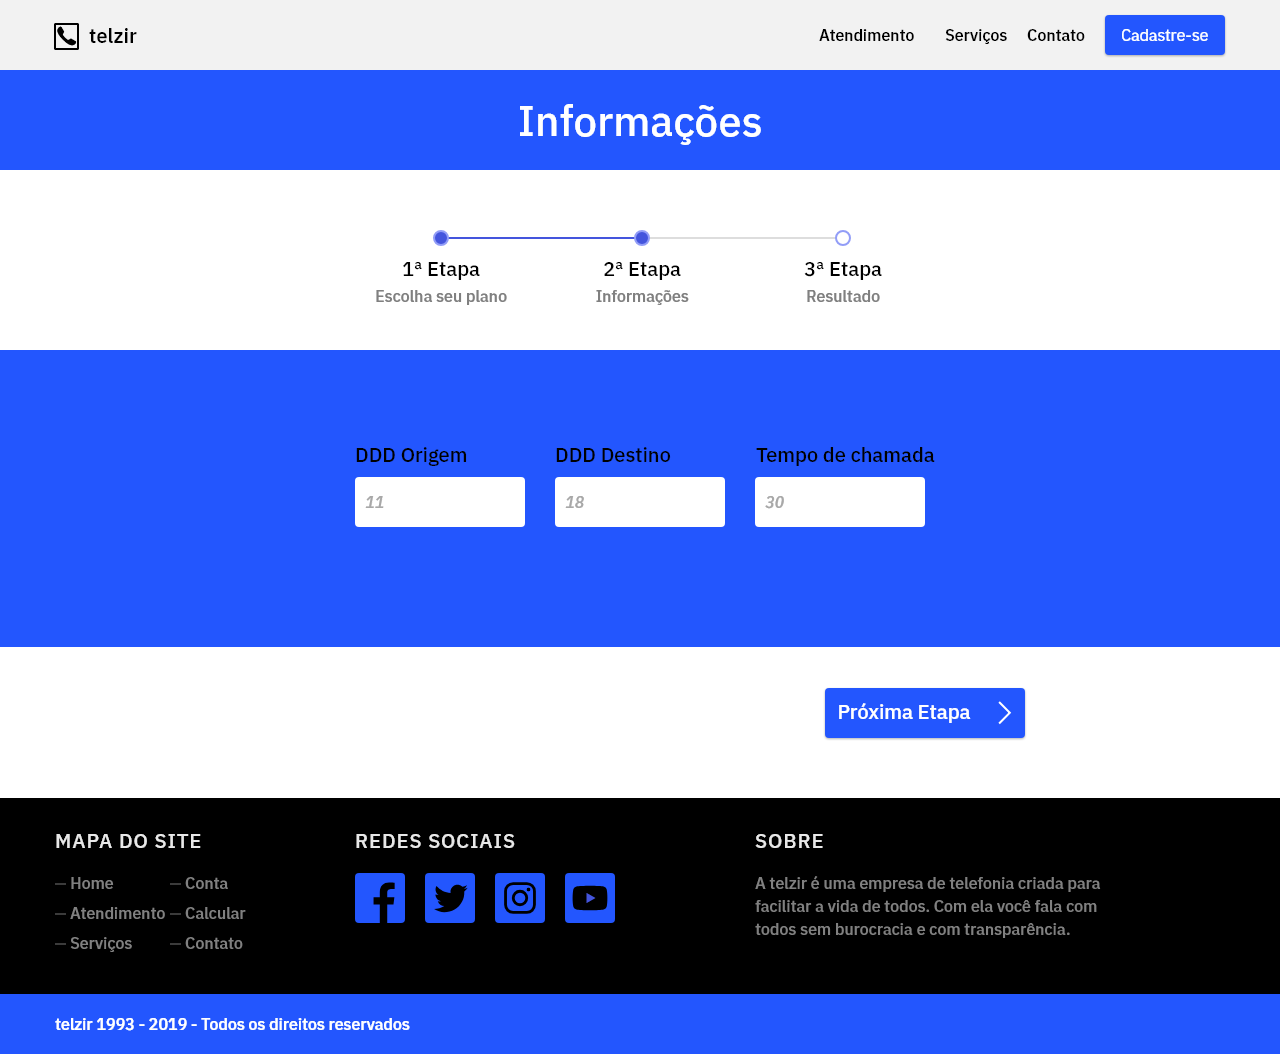 telzir
Atendimento Serviços Contato Cadastre-se
Informações
1ª Etapa 2ª Etapa 3ª Etapa
Escolha seu plano Informações Resultado
DDD Origem DDD Destino Tempo de chamada
11 18 30
Próxima Etapa
MAPA DO SITE
— Home — Conta
— Atendimento — Calcular
— Serviços — Contato
REDES SOCIAIS
SOBRE
A telzir é uma empresa de telefonia criada para
facilitar a vida de todos. Com ela você fala com
todos sem burocracia e com transparência.
telzir 1993 - 2019 - Todos os direitos reservados